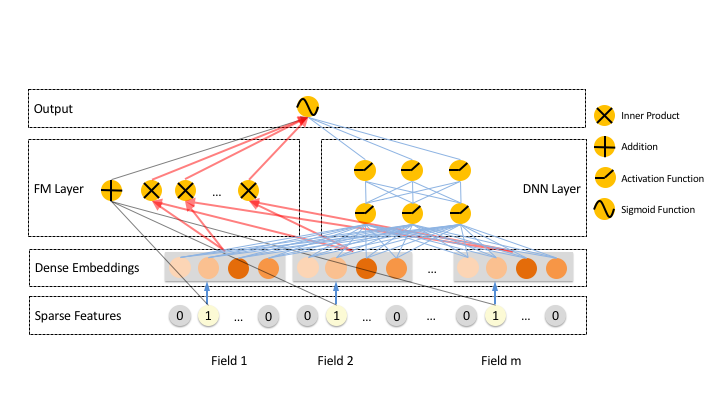 Output
Inner Product
Addition
Activation Function
Sigmoid Function
FM Layer
...
DNN Layer
Dense Embeddings
...
Sparse Features
0 1 ... 0 0 1 ... 0 ... 0 1 ... 0
Field 1 Field 2 Field m